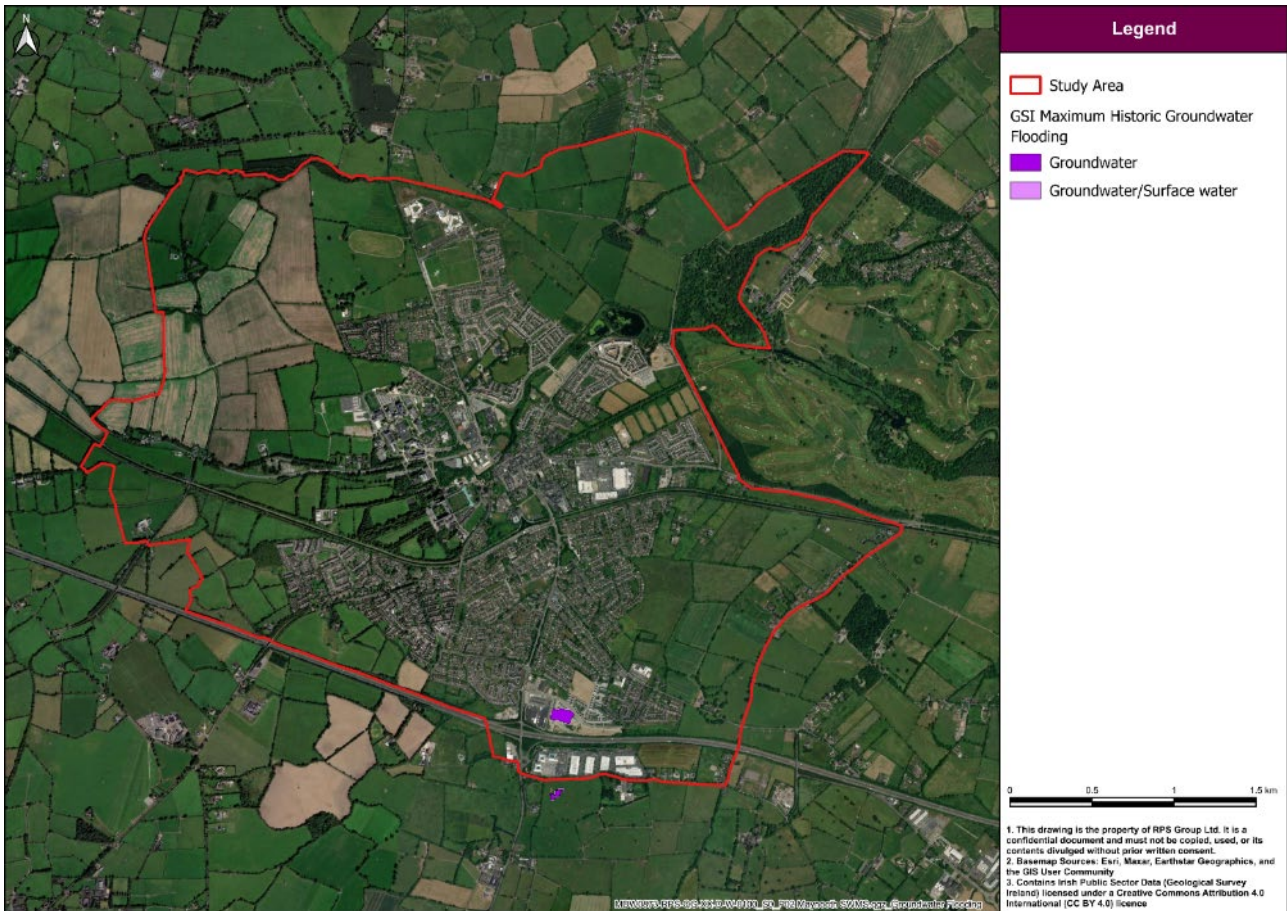 N
Legend
Study Area
GSI Maximum Historic Groundwater
Flooding
Groundwater
Groundwater/Surface water
0
0.5
1
1.5 km
1. This drawing is the property of RPS Group Ltd. It is a
confidential document and must not be copied, used, or its
contents divulged without prior written consent.
2. Basemap Sources: Esri, Maxar, Earthstar Geographics, and
the GIS User Community
3. Contains Irish Public Sector Data (Geological Survey
Ireland) licensed under a Creative Commons Attribution 4.0
International (CC BY 4.0) licence
Maynooth SWMS.qgz_Groundwater Flooding